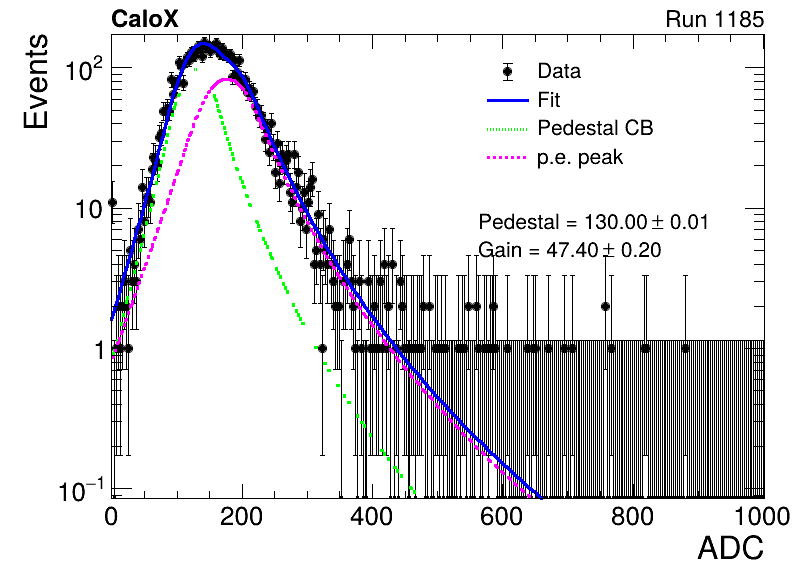 CaloX
Run 1185
Events
10²
10
1
10⁻¹
Data
Fit
Pedestal CB
p.e. peak
Pedestal = 130.00 ± 0.01
Gain = 47.40 ± 0.20
0 200 400 600 800 1000
ADC